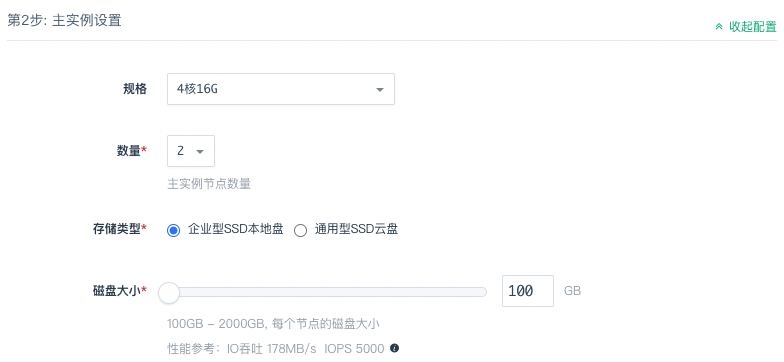 第2步: 主实例设置
收起配置
规格 4核16G
数量* 2
主实例节点数量
存储类型* 企业型SSD本地盘 通用型SSD云盘
磁盘大小* 100 GB
100GB - 2000GB, 每个节点的磁盘大小
性能参考: IO吞吐 178MB/s IOPS 5000